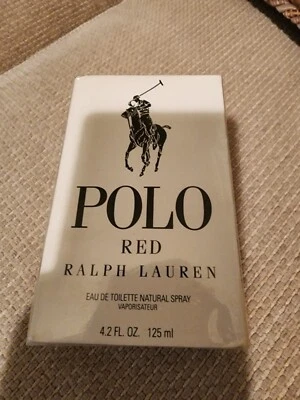 POLO
RED
RALPH LAUREN
EAU DE TOILETTE NATURAL SPRAY
VAPORISATEUR
4.2 FL. OZ. 125 ml